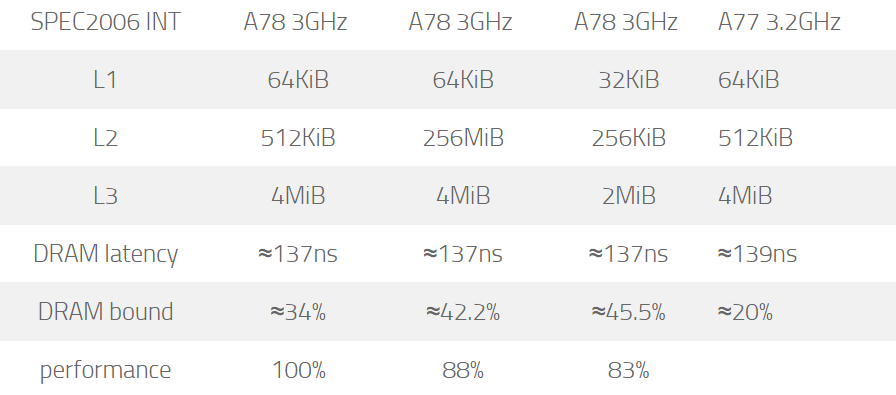 SPEC2006 INT A78 3GHz A78 3GHz A78 3GHz A77 3.2GHz
L1 64KiB 64KiB 32KiB 64KiB
L2 512KiB 256MiB 256KiB 512KiB
L3 4MiB 4MiB 2MiB 4MiB
DRAM latency ≈137ns ≈137ns ≈137ns ≈139ns
DRAM bound ≈34% ≈42.2% ≈45.5% ≈20%
performance 100% 88% 83%